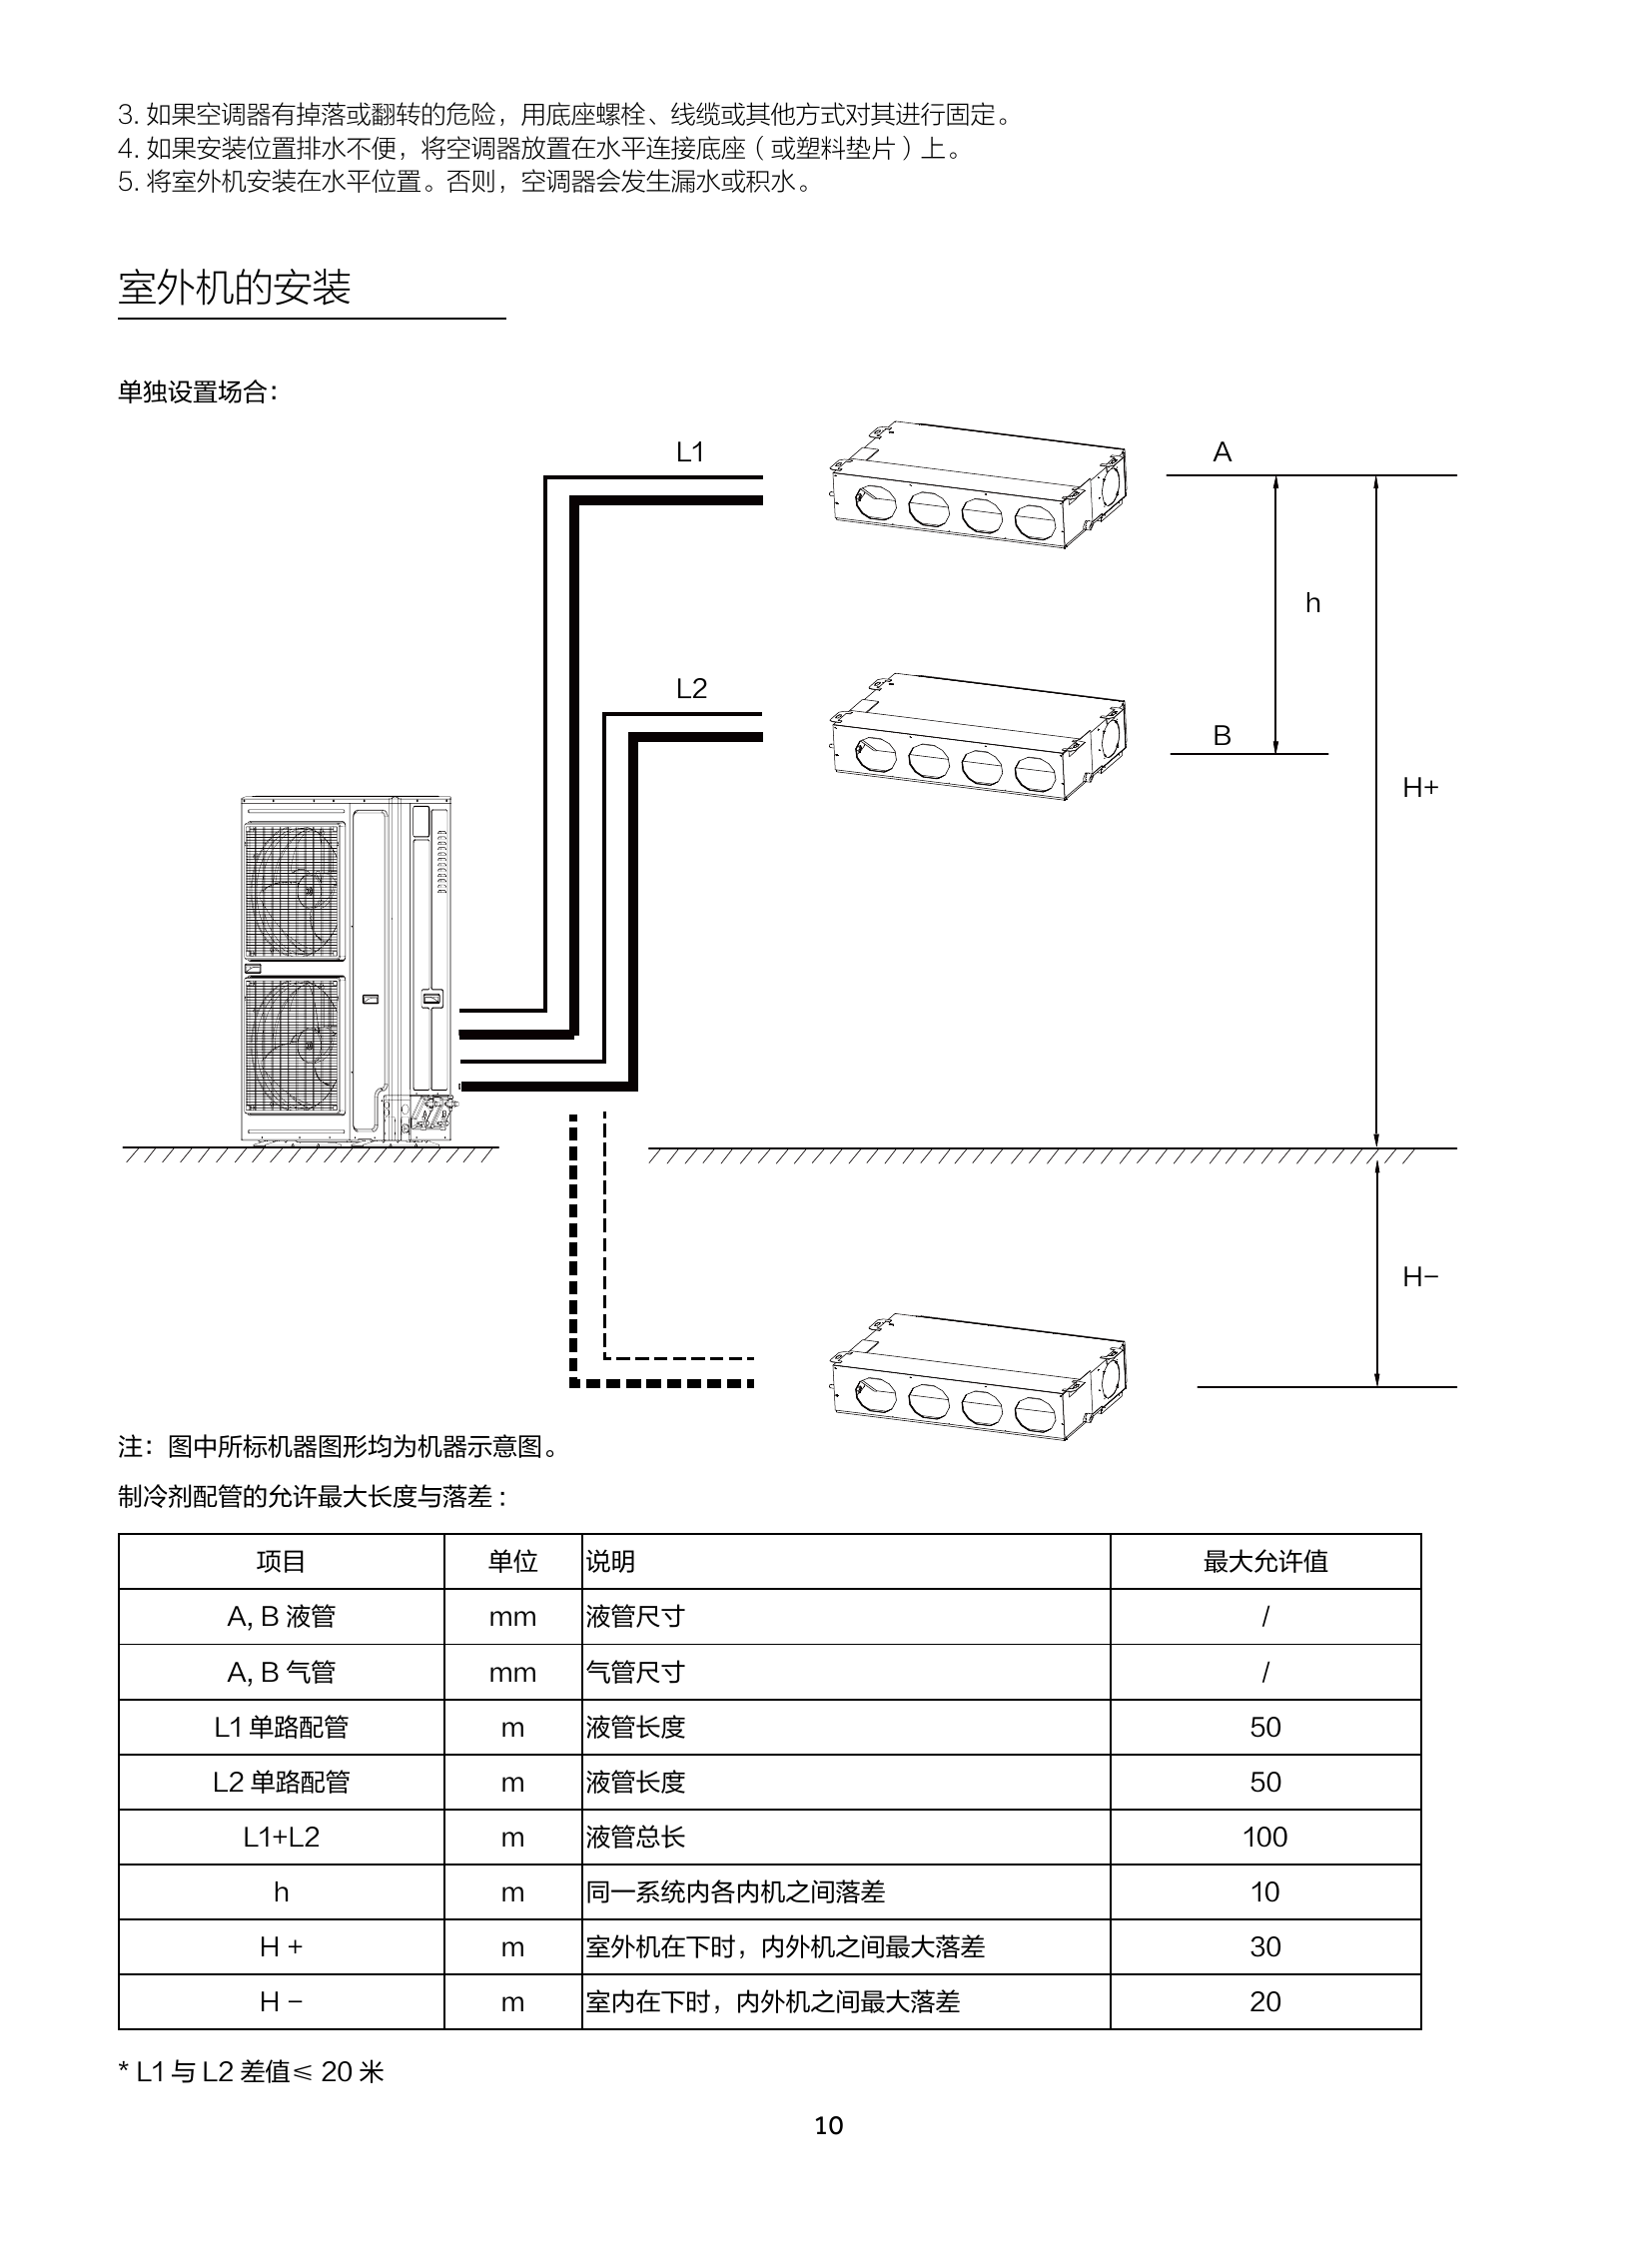 3. 如果空调器有掉落或翻转的危险，用底座螺栓、线缆或其他方式对其进行固定。
4. 如果安装位置排水不便，将空调器放置在水平连接底座（或塑料垫片）上。
5. 将室外机安装在水平位置。否则，空调器会发生漏水或积水。
室外机的安装
单独设置场合：
L1
A
h
L2
B
H+
H-
注：图中所标机器图形均为机器示意图。
制冷剂配管的允许最大长度与落差:
项目 单位 说明 最大允许值
A, B 液管 mm 液管尺寸 /
A, B 气管 mm 气管尺寸 /
L1 单路配管 m 液管长度 50
L2 单路配管 m 液管长度 50
L1+L2 m 液管总长 100
h m 同一系统内各内机之间落差 10
H + m 室外机在下时，内外机之间最大落差 30
H - m 室内在下时，内外机之间最大落差 20
* L1 与 L2 差值≤ 20 米
10